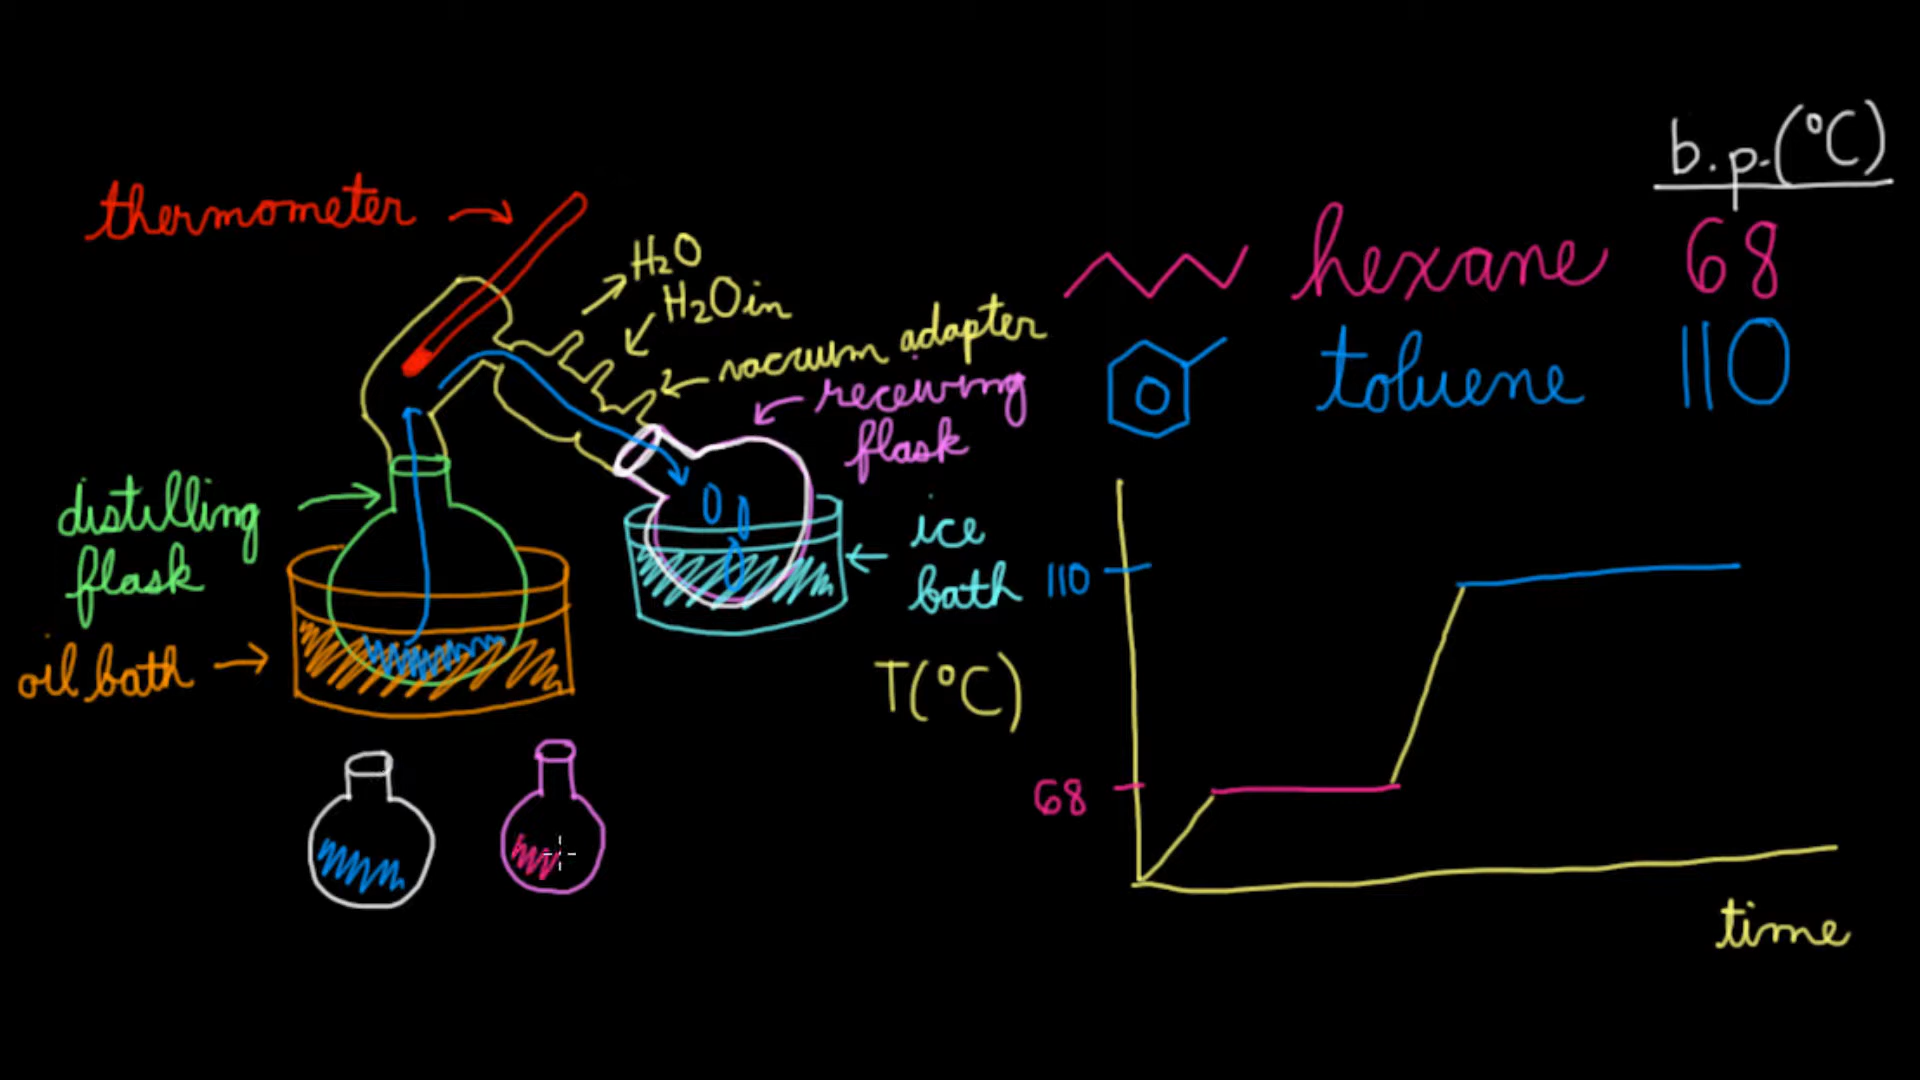 b.p.(°C)
thermometer
hexane 68
H₂O
H₂O in
vacuum adapter
toluene 110
receiving
flask
distilling
flask
ice
bath
110
oil bath
T(°C)
68
time